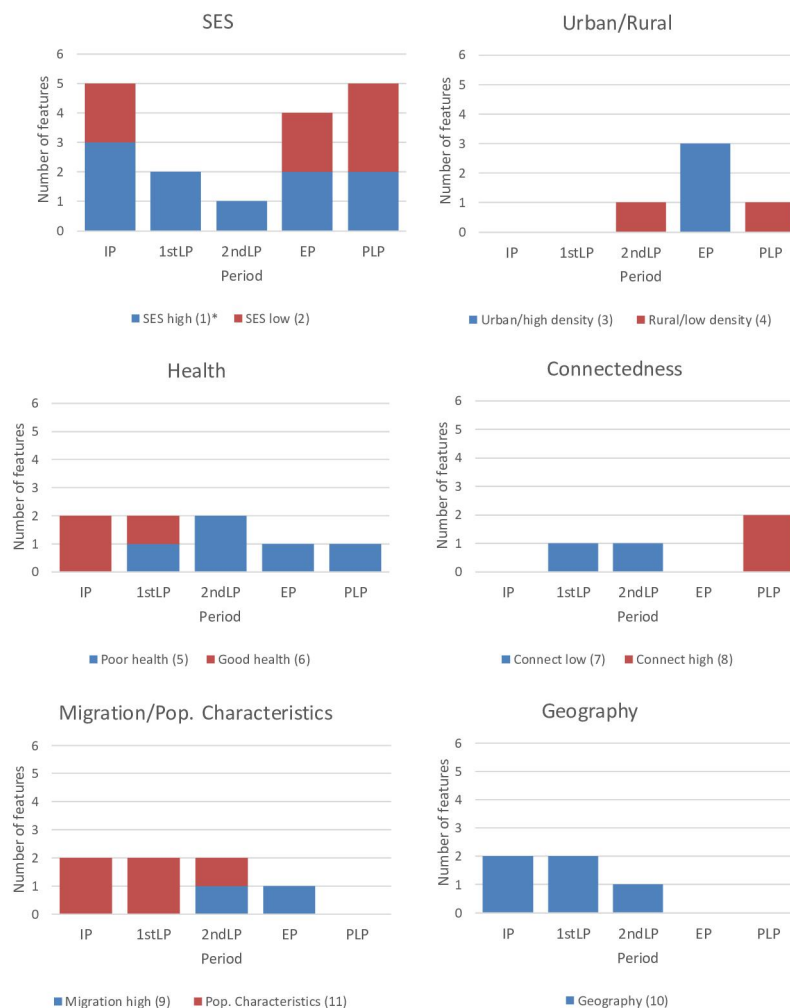 SES
Number of features
6
5
4
3
2
1
0
IP 1stLP 2ndLP EP PLP
Period
SES high (1)* SES low (2)
Urban/Rural
Number of features
6
5
4
3
2
1
0
IP 1stLP 2ndLP EP PLP
Period
Urban/high density (3) Rural/low density (4)
Health
Number of features
6
5
4
3
2
1
0
IP 1stLP 2ndLP EP PLP
Period
Poor health (5) Good health (6)
Connectedness
Number of features
6
5
4
3
2
1
0
IP 1stLP 2ndLP EP PLP
Period
Connect low (7) Connect high (8)
Migration/Pop. Characteristics
Number of features
6
5
4
3
2
1
0
IP 1stLP 2ndLP EP PLP
Period
Migration high (9) Pop. Characteristics (11)
Geography
Number of features
6
5
4
3
2
1
0
IP 1stLP 2ndLP EP PLP
Period
Geography (10)